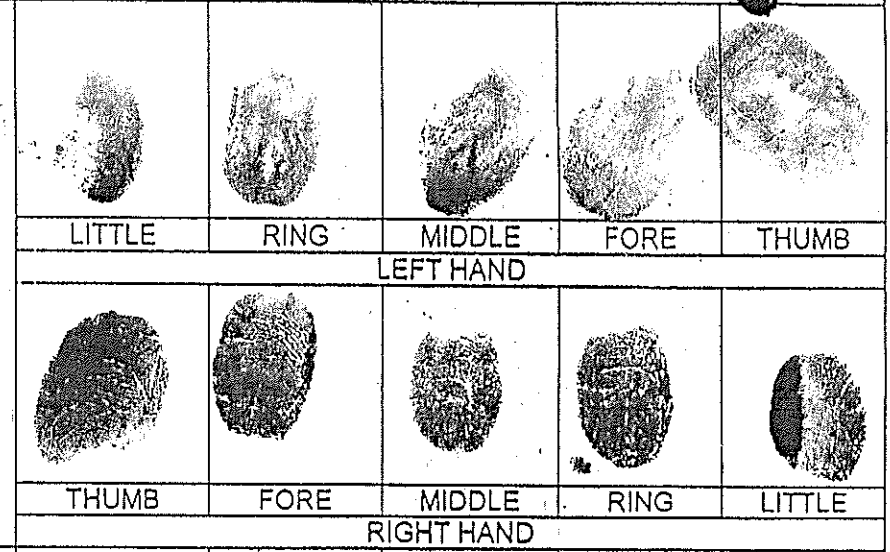 LITTLE RING MIDDLE FORE THUMB
LEFT HAND
THUMB FORE MIDDLE RING LITTLE
RIGHT HAND